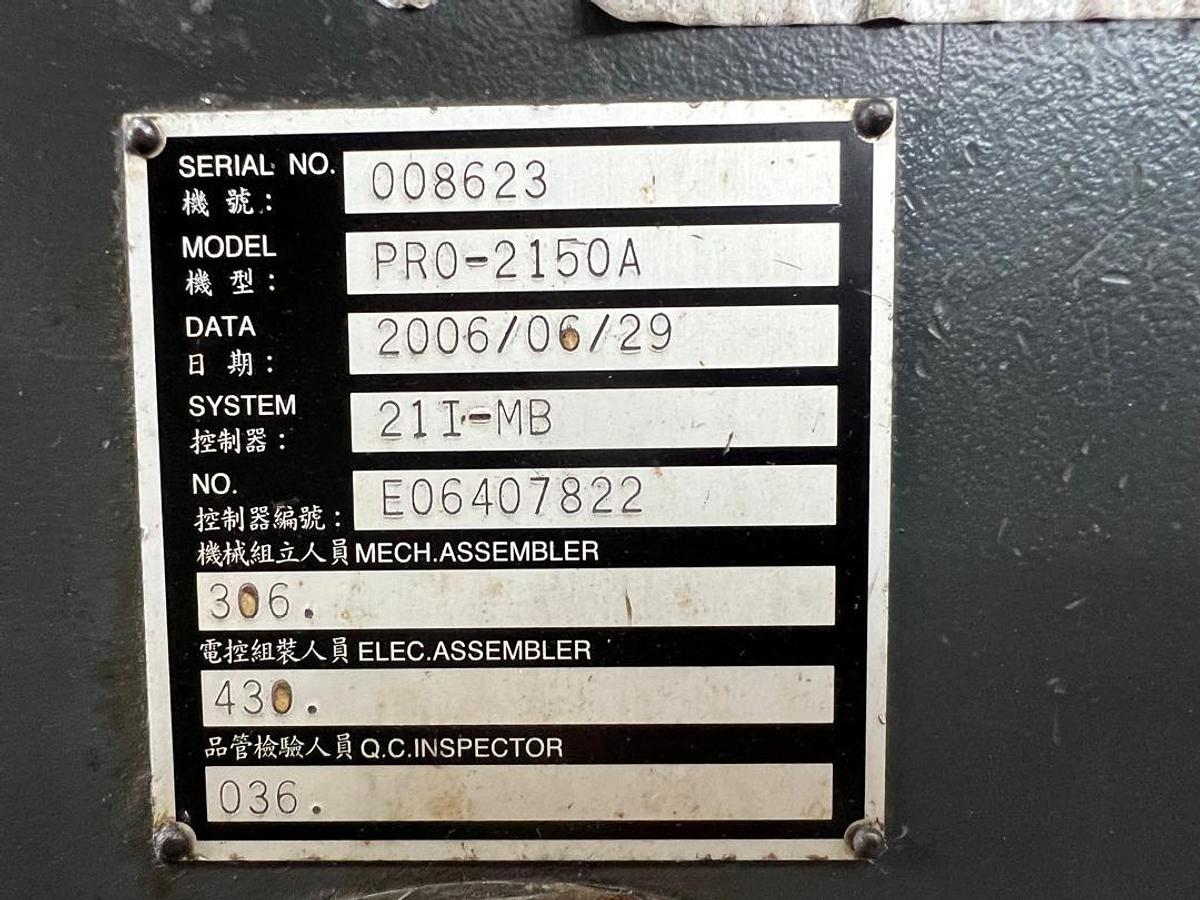 SERIAL NO. 008623
機 號：
MODEL PRO-2150A
機 型：
DATA 2006/06/29
日 期：
SYSTEM 21I-MB
控制器：
NO. E06407822
控制器編號：
機械組立人員 MECH.ASSEMBLER
306.
電控組裝人員 ELEC.ASSEMBLER
430.
品管檢驗人員 Q.C.INSPECTOR
036.